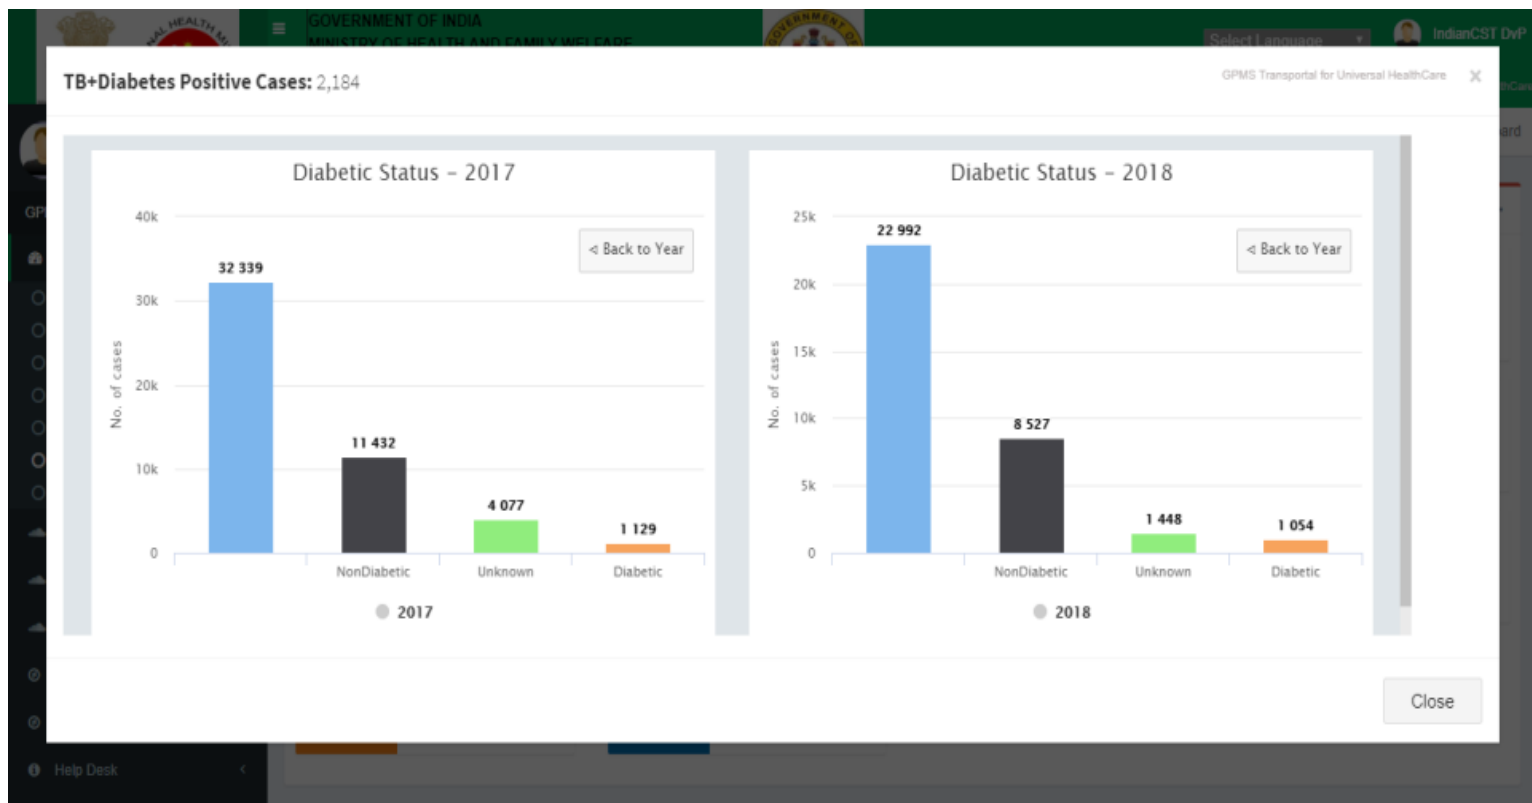 GOVERNMENT OF INDIA
MINISTRY OF HEALTH AND FAMILY WELFARE
Select Language
IndianCST DvP
TB+Diabetes Positive Cases: 2,184
GPMS Transportal for Universal HealthCare
×
Diabetic Status – 2017
40k
30k
20k
10k
0
No. of cases
◁ Back to Year
32 339
11 432
4 077
1 129
NonDiabetic Unknown Diabetic
2017
Diabetic Status – 2018
25k
20k
15k
10k
5k
0
No. of cases
◁ Back to Year
22 992
8 527
1 448
1 054
NonDiabetic Unknown Diabetic
2018
Close
Help Desk